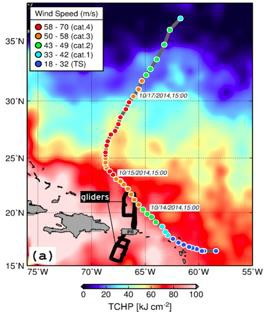 Wind Speed (m/s)
58 - 70 (cat.4)
50 - 58 (cat.3)
43 - 49 (cat.2)
33 - 42 (cat.1)
18 - 32 (TS)
35°N
30°N
25°N
20°N
15°N
10/17/2014,15:00
10/15/2014,15:00
10/14/2014,15:00
gliders
(a)
75°W
70°W
65°W
60°W
55°W
0 20 40 60 80 100
TCHP [kJ cm⁻²]